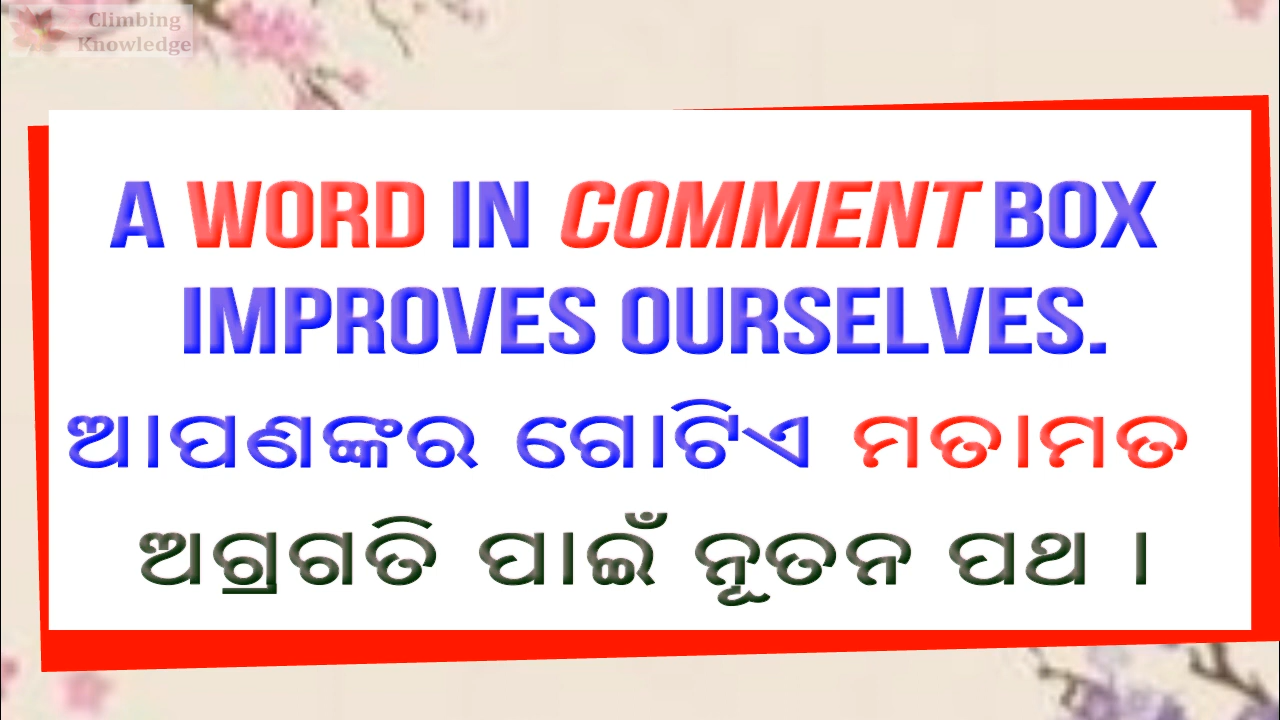 Climbing
Knowledge
A WORD IN COMMENT BOX
IMPROVES OURSELVES.
ଆପଣଙ୍କର ଗୋଟିଏ ମତାମତ
ଅଗ୍ରଗତି ପାଇଁ ନୂତନ ପଥ ।